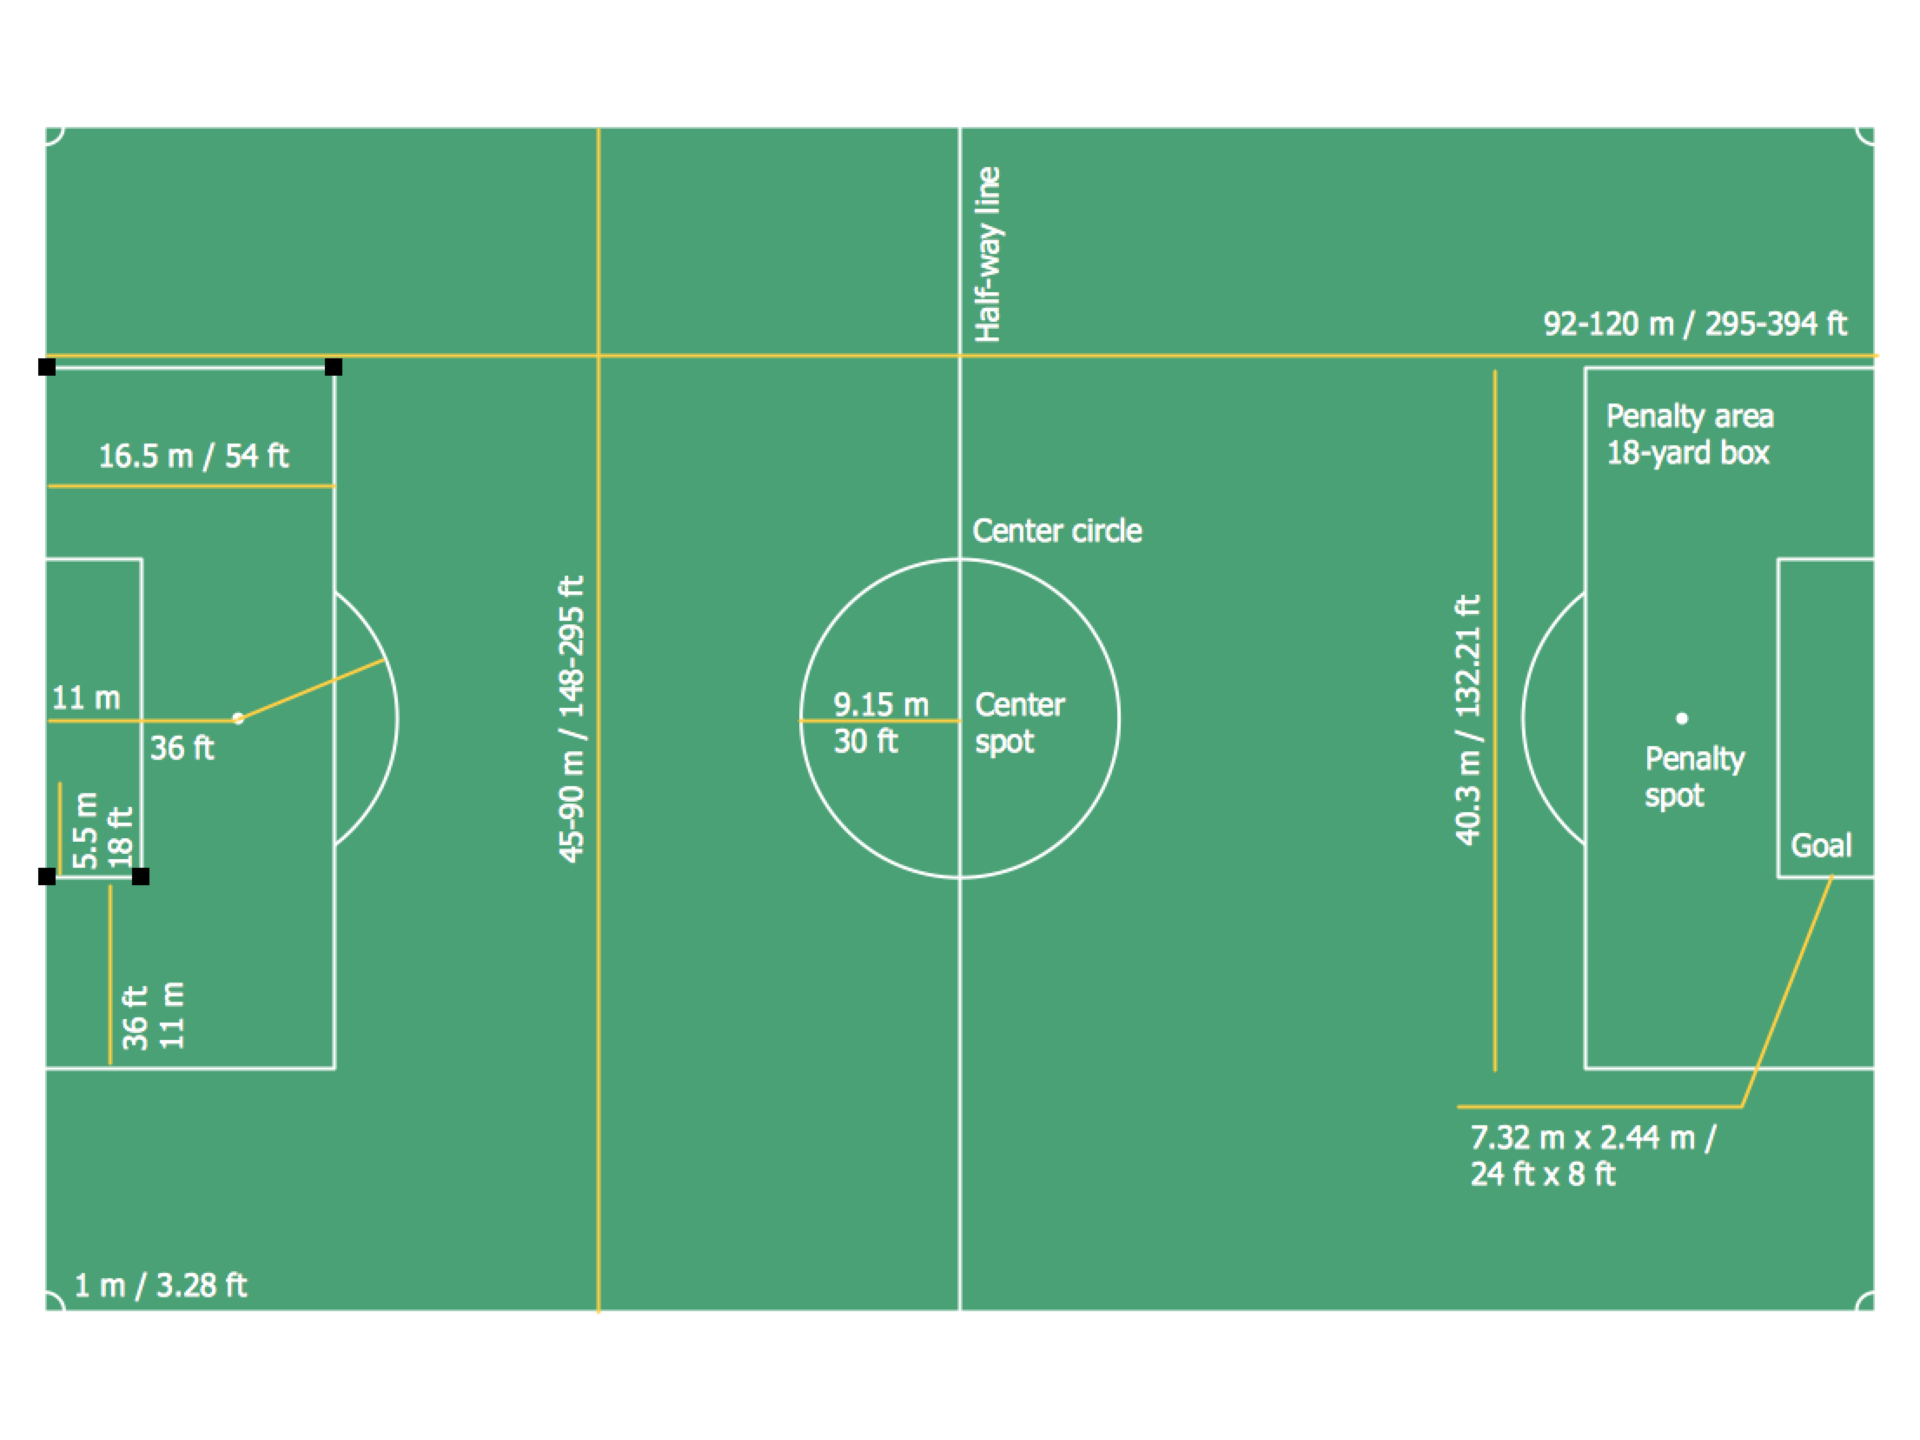 Half-way line
92-120 m / 295-394 ft
16.5 m / 54 ft
Penalty area
18-yard box
Center circle
45-90 m / 148-295 ft
40.3 m / 132.21 ft
11 m
36 ft
9.15 m
30 ft
Center
spot
Penalty
spot
5.5 m
18 ft
Goal
36 ft
11 m
7.32 m x 2.44 m /
24 ft x 8 ft
1 m / 3.28 ft